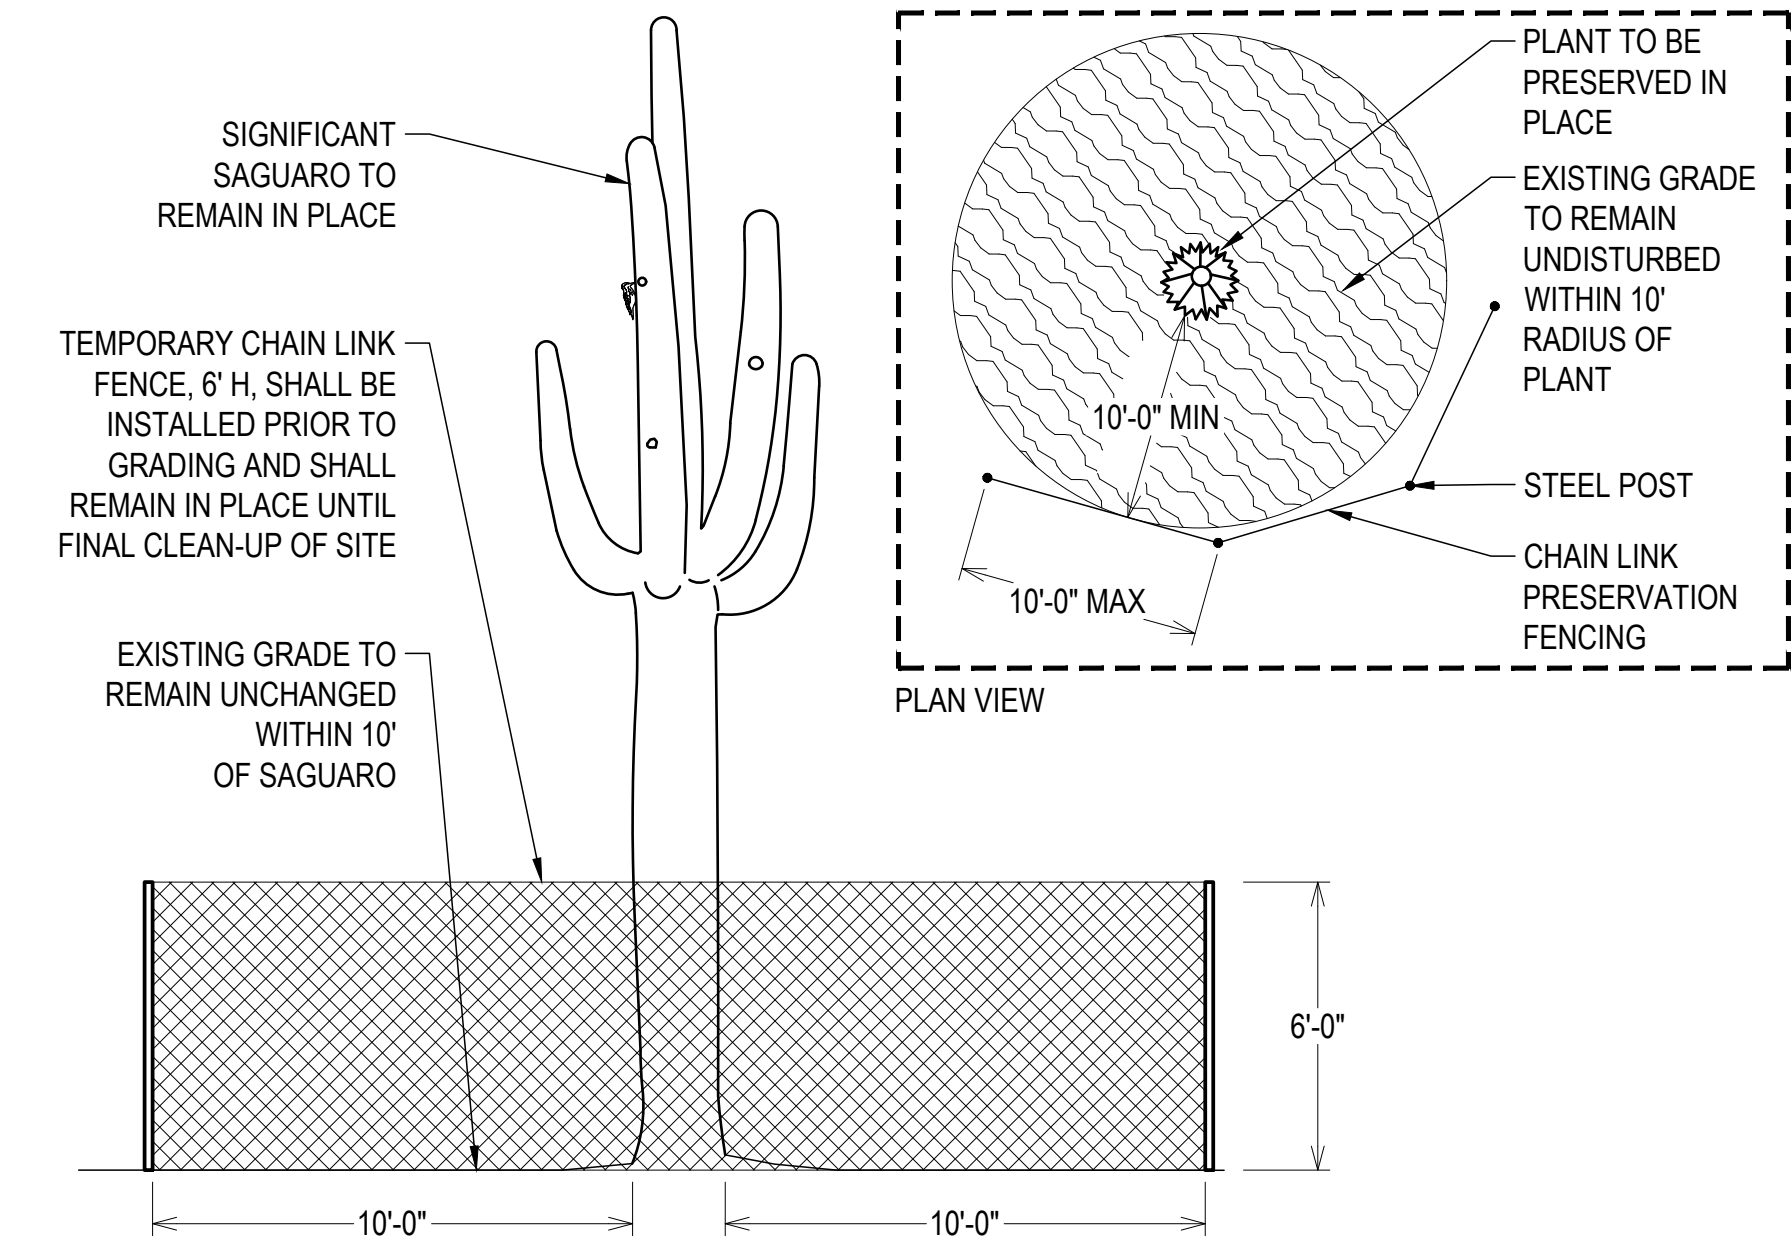 SIGNIFICANT
SAGUARO TO
REMAIN IN PLACE
TEMPORARY CHAIN LINK
FENCE, 6' H, SHALL BE
INSTALLED PRIOR TO
GRADING AND SHALL
REMAIN IN PLACE UNTIL
FINAL CLEAN-UP OF SITE
EXISTING GRADE TO
REMAIN UNCHANGED
WITHIN 10'
OF SAGUARO
PLANT TO BE
PRESERVED IN
PLACE
EXISTING GRADE
TO REMAIN
UNDISTURBED
WITHIN 10'
RADIUS OF
PLANT
10'-0" MIN
STEEL POST
CHAIN LINK
PRESERVATION
FENCING
10'-0" MAX
PLAN VIEW
6'-0"
10'-0"
10'-0"